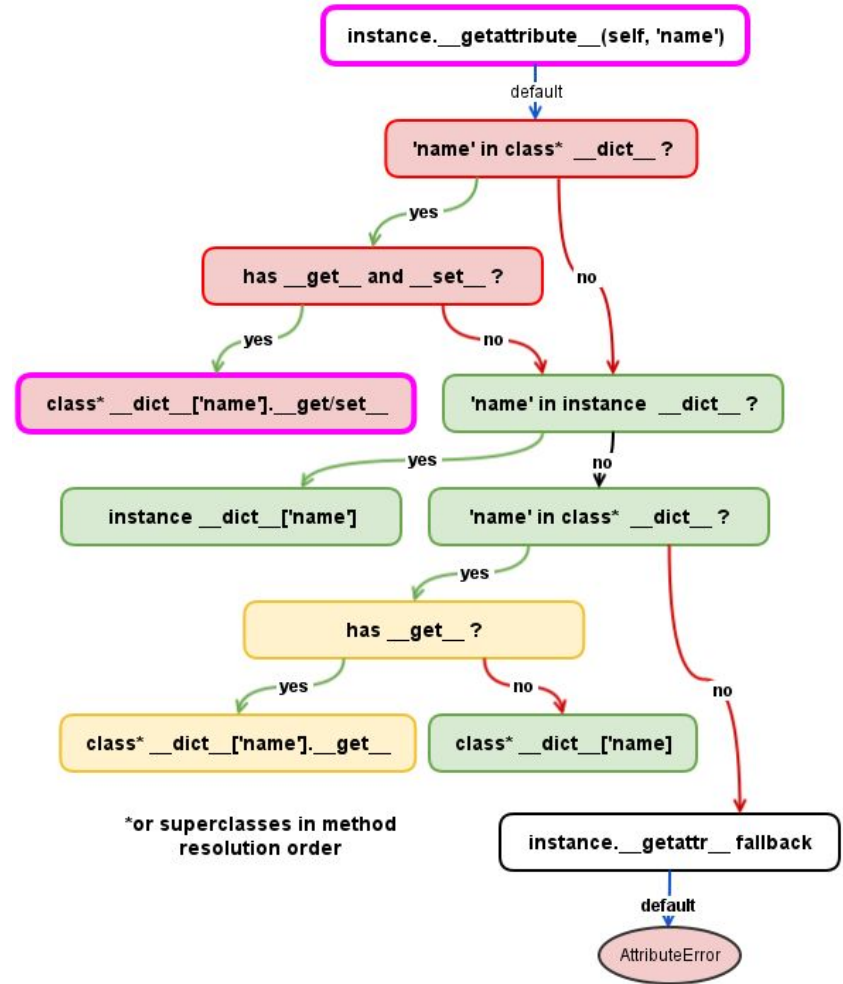 instance.__getattribute__(self, 'name')
default
'name' in class* __dict__ ?
yes
no
has __get__ and __set__ ?
yes
no
class* __dict__['name'].__get/set__
'name' in instance __dict__ ?
yes
no
instance __dict__['name']
'name' in class* __dict__ ?
yes
no
has __get__ ?
yes
no
class* __dict__['name'].__get__
class* __dict__['name]
*or superclasses in method
resolution order
instance.__getattr__ fallback
default
AttributeError